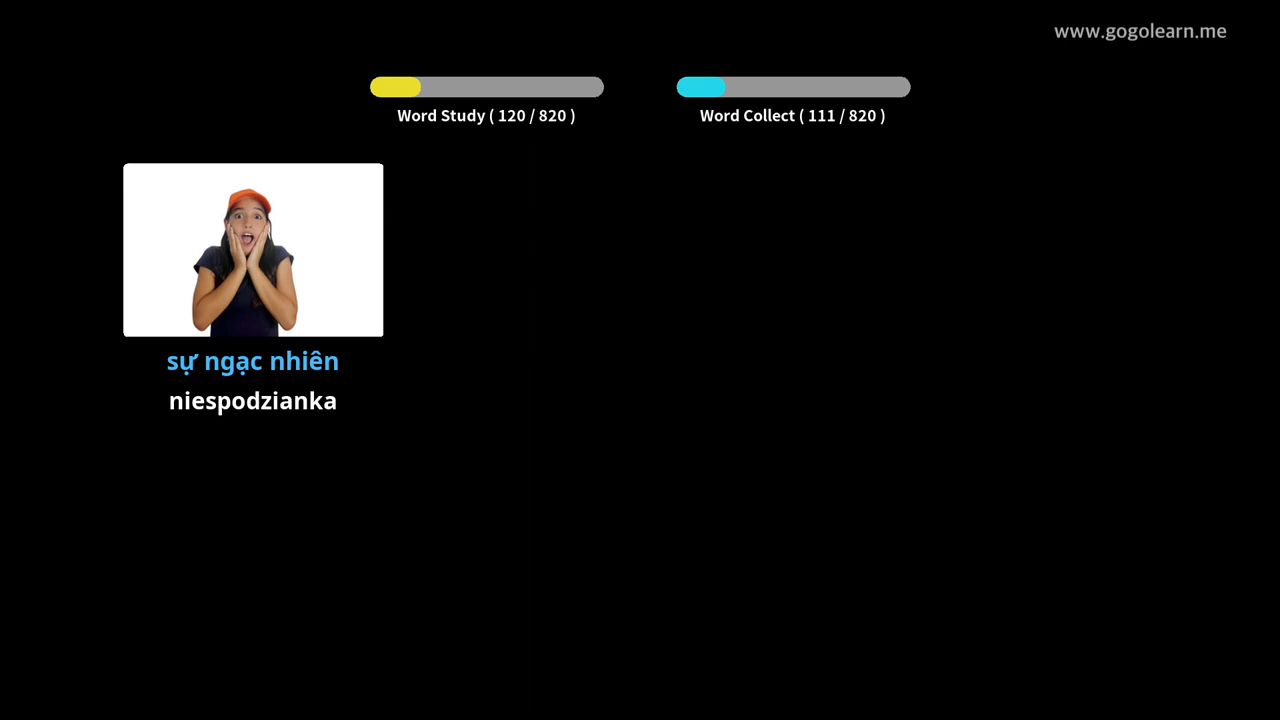 www.gogolearn.me
Word Study ( 120 / 820 )
Word Collect ( 111 / 820 )
sự ngạc nhiên
niespodzianka